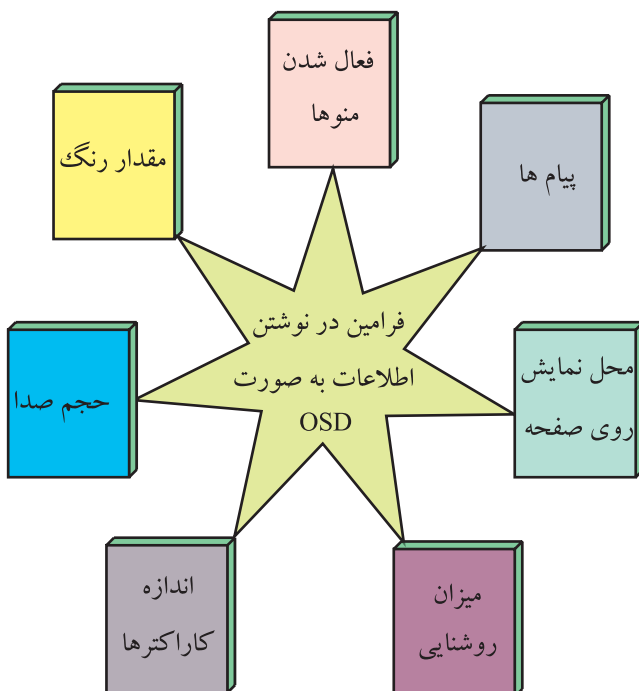 فعال شدن
منوها
پیام ها
مقدار رنگ
فرامین در نوشتن
اطلاعات به صورت
OSD
محل نمایش
روی صفحه
حجم صدا
میزان
روشنایی
اندازه
کاراکترها